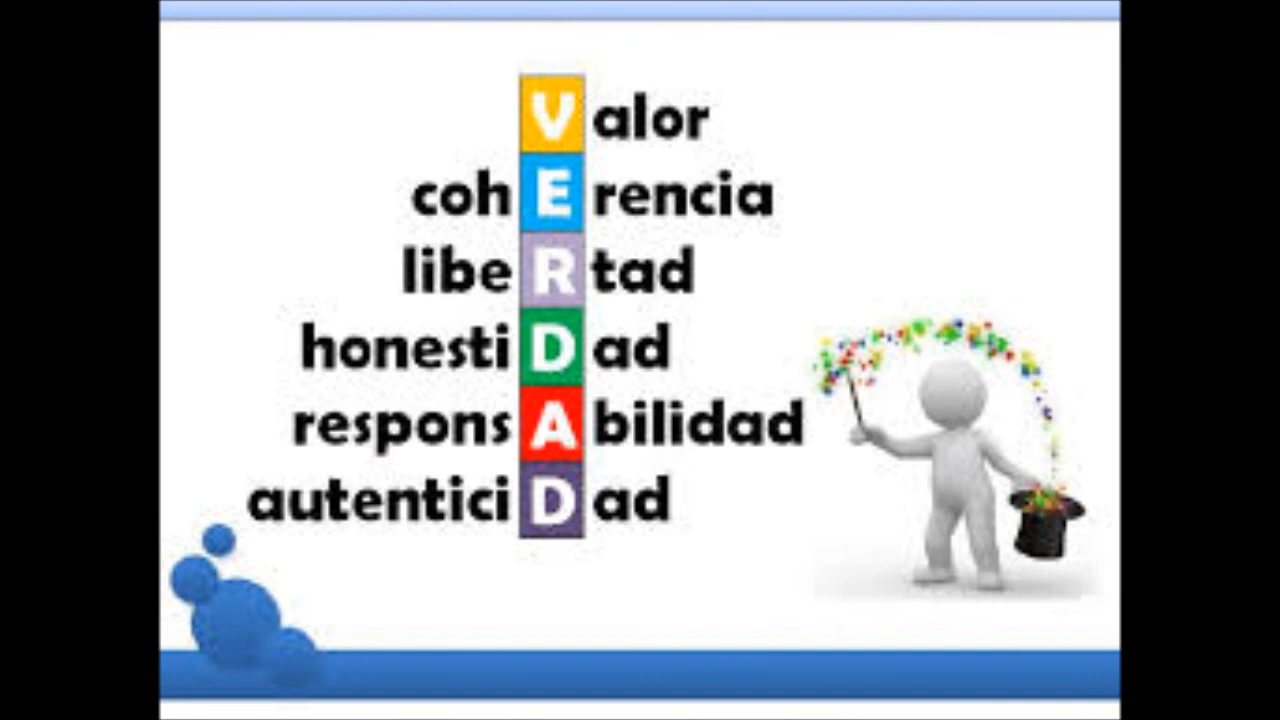 Valor
cohErencia
libeRtad
honestiDad
responsAbilidad
autenticiDad